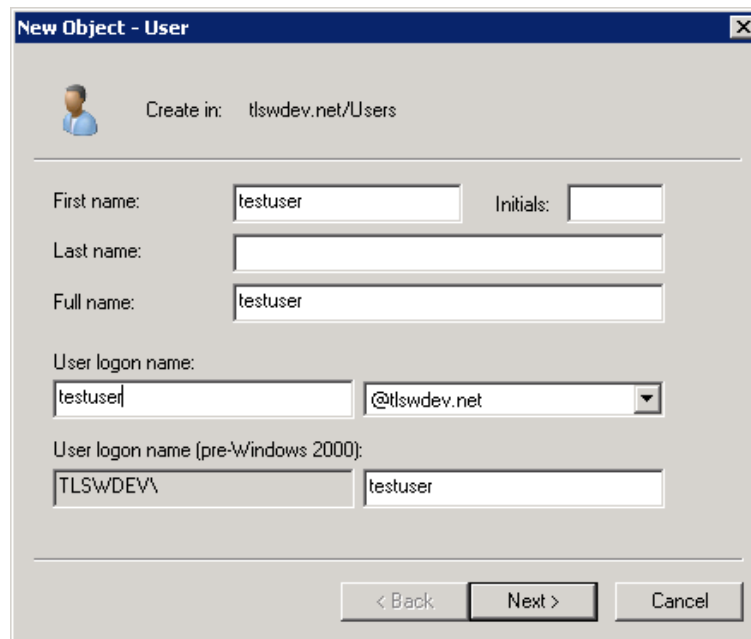 New Object - User
Create in: tlswdev.net/Users
First name: testuser Initials:
Last name:
Full name: testuser
User logon name:
testuser @tlswdev.net
User logon name (pre-Windows 2000):
TLSWDEV\ testuser
< Back Next > Cancel